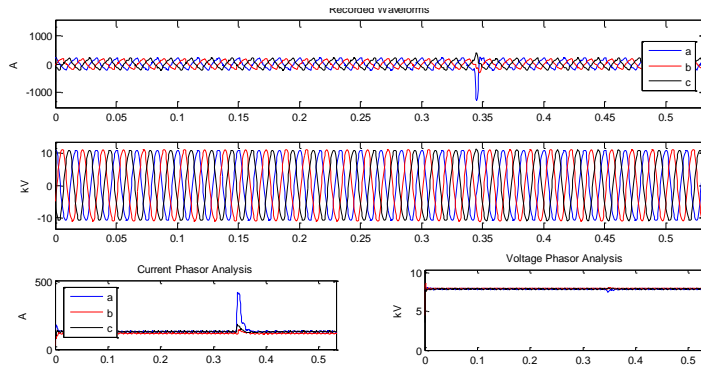 Recorded Waveforms
1000
0
-1000
A
a
b
c
0 0.05 0.1 0.15 0.2 0.25 0.3 0.35 0.4 0.45 0.5
10
0
-10
kV
0 0.05 0.1 0.15 0.2 0.25 0.3 0.35 0.4 0.45 0.5
Current Phasor Analysis
500
0
A
a
b
c
0 0.1 0.2 0.3 0.4 0.5
Voltage Phasor Analysis
10
5
0
kV
0 0.1 0.2 0.3 0.4 0.5